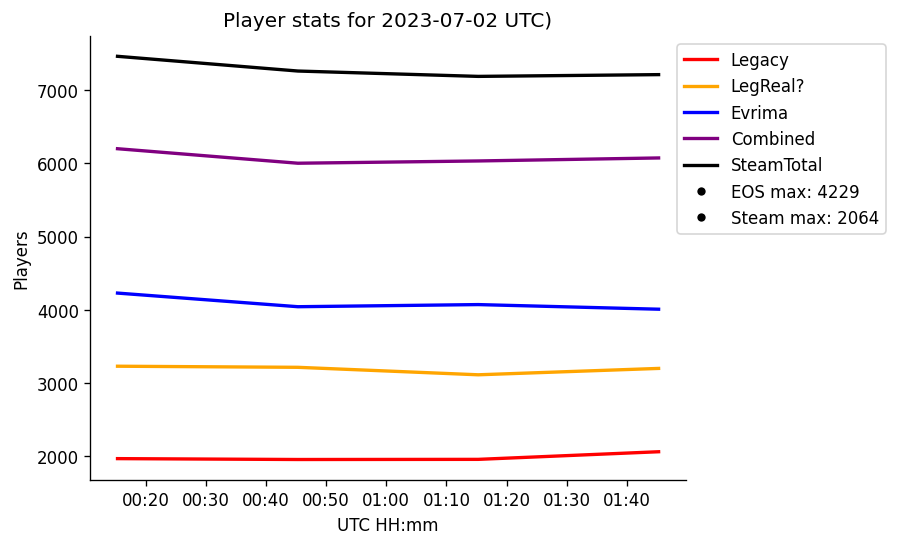 Player stats for 2023-07-02 UTC)
Players
7000
6000
5000
4000
3000
2000
00:20 00:30 00:40 00:50 01:00 01:10 01:20 01:30 01:40
UTC HH:mm
Legacy
LegReal?
Evrima
Combined
SteamTotal
EOS max: 4229
Steam max: 2064